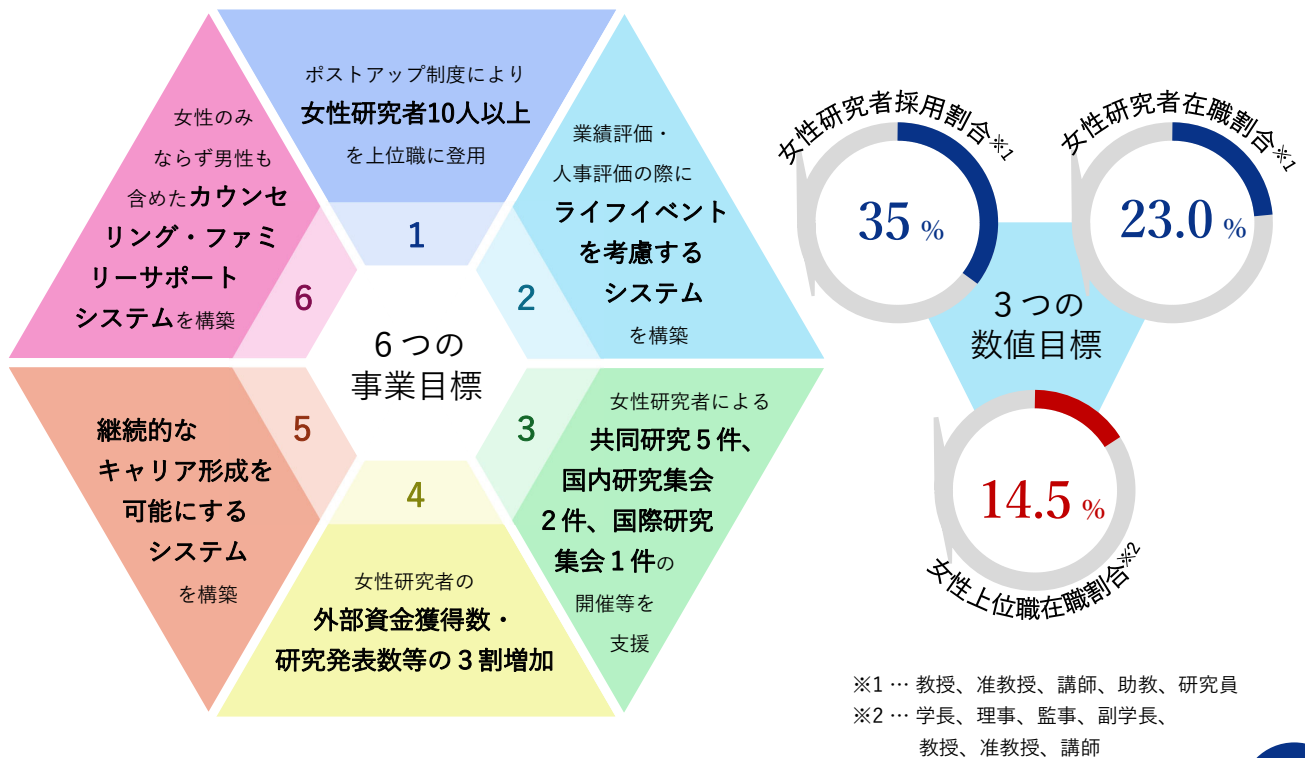 ポストアップ制度により
女性研究者10人以上
を上位職に登用
1
業績評価・
人事評価の際に
ライフイベント
を考慮する
システム
を構築
2
女性研究者による
共同研究5件、
国内研究集会
2件、国際研究
集会1件の
開催等を
支援
3
4
女性研究者の
外部資金獲得数・
研究発表数等の3割増加
継続的な
キャリア形成を
可能にする
システム
を構築
5
女性のみ
ならず男性も
含めたカウンセ
リング・ファミ
リーサポート
システムを構築
6
6つの
事業目標
女性研究者採用割合※1
35 %
女性研究者在職割合※1
23.0 %
3つの
数値目標
14.5 %
女性上位職在職割合※2
※1 … 教授、准教授、講師、助教、研究員
※2 … 学長、理事、監事、副学長、
教授、准教授、講師